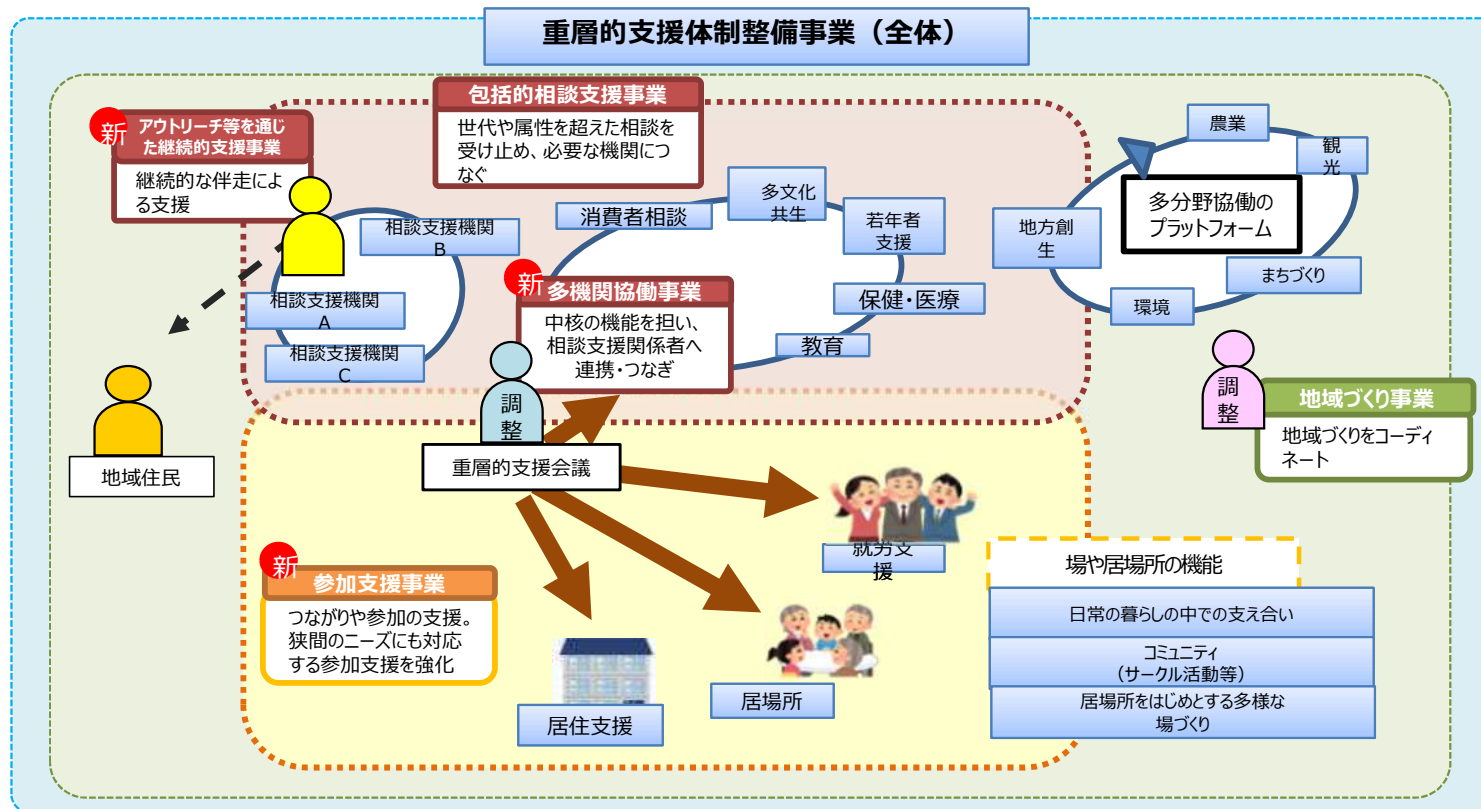 重層的支援体制整備事業（全体）
包括的相談支援事業
世代や属性を超えた相談を
受け止め、必要な機関につ
なぐ
新
アウトリーチ等を通じ
た継続的支援事業
継続的な伴走によ
る支援
相談支援機関
B
相談支援機関
A
相談支援機関
C
消費者相談
多文化
共生
若年者
支援
保健・医療
教育
新
多機関協働事業
中核の機能を担い、
相談支援関係者へ
連携・つなぎ
農業
観
光
多分野協働の
プラットフォーム
地方創
生
まちづくり
環境
調
整
地域づくり事業
地域づくりをコーディ
ネート
地域住民
調
整
重層的支援会議
新
参加支援事業
つながりや参加の支援。
狭間のニーズにも対応
する参加支援を強化
就労支
援
居場所
居住支援
場や居場所の機能
日常の暮らしの中での支え合い
コミュニティ
（サークル活動等）
居場所をはじめとする多様な
場づくり